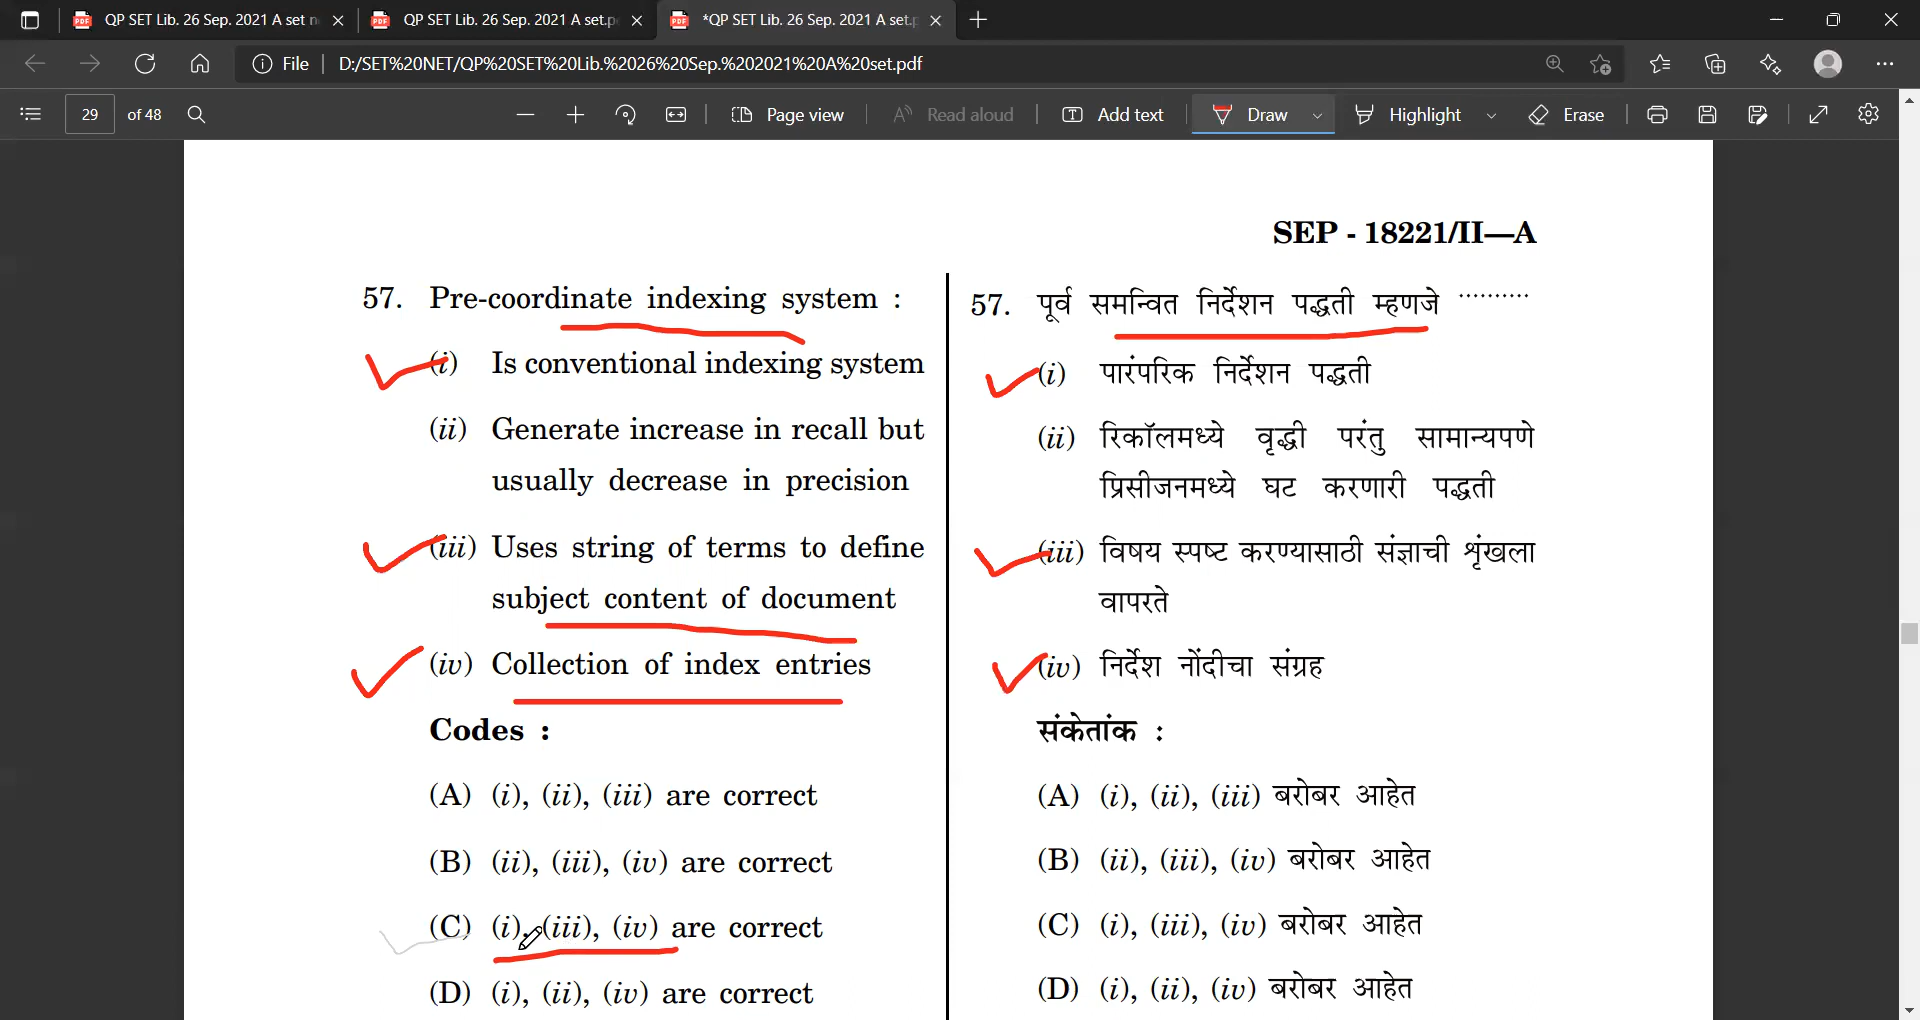 QP SET Lib. 26 Sep. 2021 A set n
QP SET Lib. 26 Sep. 2021 A set.p
*QP SET Lib. 26 Sep. 2021 A set.p
File
D:/SET%20NET/QP%20SET%20Lib.%2026%20Sep.%202021%20A%20set.pdf
29 of 48
Page view
Read aloud
Add text
Draw
Highlight
Erase
SEP - 18221/II—A
57. Pre-coordinate indexing system :
(i) Is conventional indexing system
(ii) Generate increase in recall but
usually decrease in precision
(iii) Uses string of terms to define
subject content of document
(iv) Collection of index entries
Codes :
(A) (i), (ii), (iii) are correct
(B) (ii), (iii), (iv) are correct
(C) (i), (iii), (iv) are correct
(D) (i), (ii), (iv) are correct
57. पूर्व समन्वित निर्देशन पद्धती म्हणजे ..........
(i) पारंपरिक निर्देशन पद्धती
(ii) रिकॉलमध्ये वृद्धी परंतु सामान्यपणे
प्रिसीजनमध्ये घट करणारी पद्धती
(iii) विषय स्पष्ट करण्यासाठी संज्ञाची शृंखला
वापरते
(iv) निर्देश नोंदीचा संग्रह
संकेतांक :
(A) (i), (ii), (iii) बरोबर आहेत
(B) (ii), (iii), (iv) बरोबर आहेत
(C) (i), (iii), (iv) बरोबर आहेत
(D) (i), (ii), (iv) बरोबर आहेत